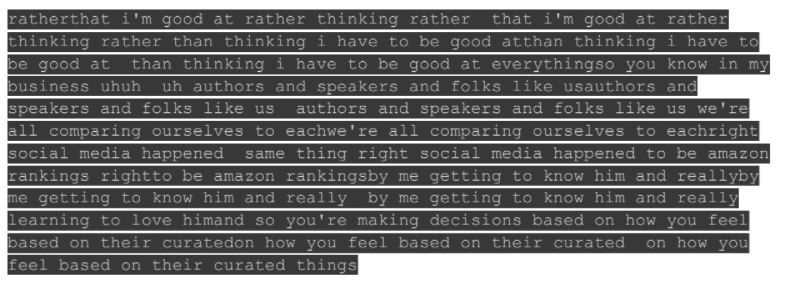 ratherthat i'm good at rather thinking rather  that i'm good at rather
thinking rather than thinking i have to be good atthan thinking i have to
be good at  than thinking i have to be good at everythingso you know in my
business uhuh  uh authors and speakers and folks like usauthors and
speakers and folks like us  authors and speakers and folks like us we're
all comparing ourselves to eachwe're all comparing ourselves to eachright
social media happened  same thing right social media happened to be amazon
rankings rightto be amazon rankingsby me getting to know him and reallyby
me getting to know him and really  by me getting to know him and really
learning to love himand so you're making decisions based on how you feel
based on their curatedon how you feel based on their curated  on how you
feel based on their curated things